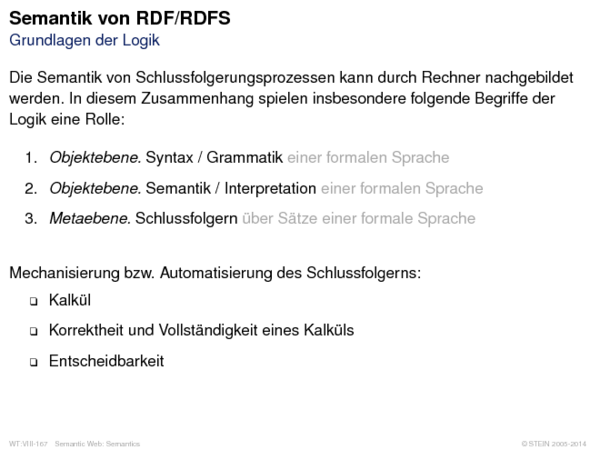 Semantik von RDF/RDFS
Grundlagen der Logik
Die Semantik von Schlussfolgerungsprozessen kann durch Rechner nachgebildet
werden. In diesem Zusammenhang spielen insbesondere folgende Begriffe der
Logik eine Rolle:
1. Objektebene. Syntax / Grammatik einer formalen Sprache
2. Objektebene. Semantik / Interpretation einer formalen Sprache
3. Metaebene. Schlussfolgern über Sätze einer formale Sprache
Mechanisierung bzw. Automatisierung des Schlussfolgerns:
❑ Kalkül
❑ Korrektheit und Vollständigkeit eines Kalküls
❑ Entscheidbarkeit
WT:VIII-167 Semantic Web: Semantics © STEIN 2005-2014